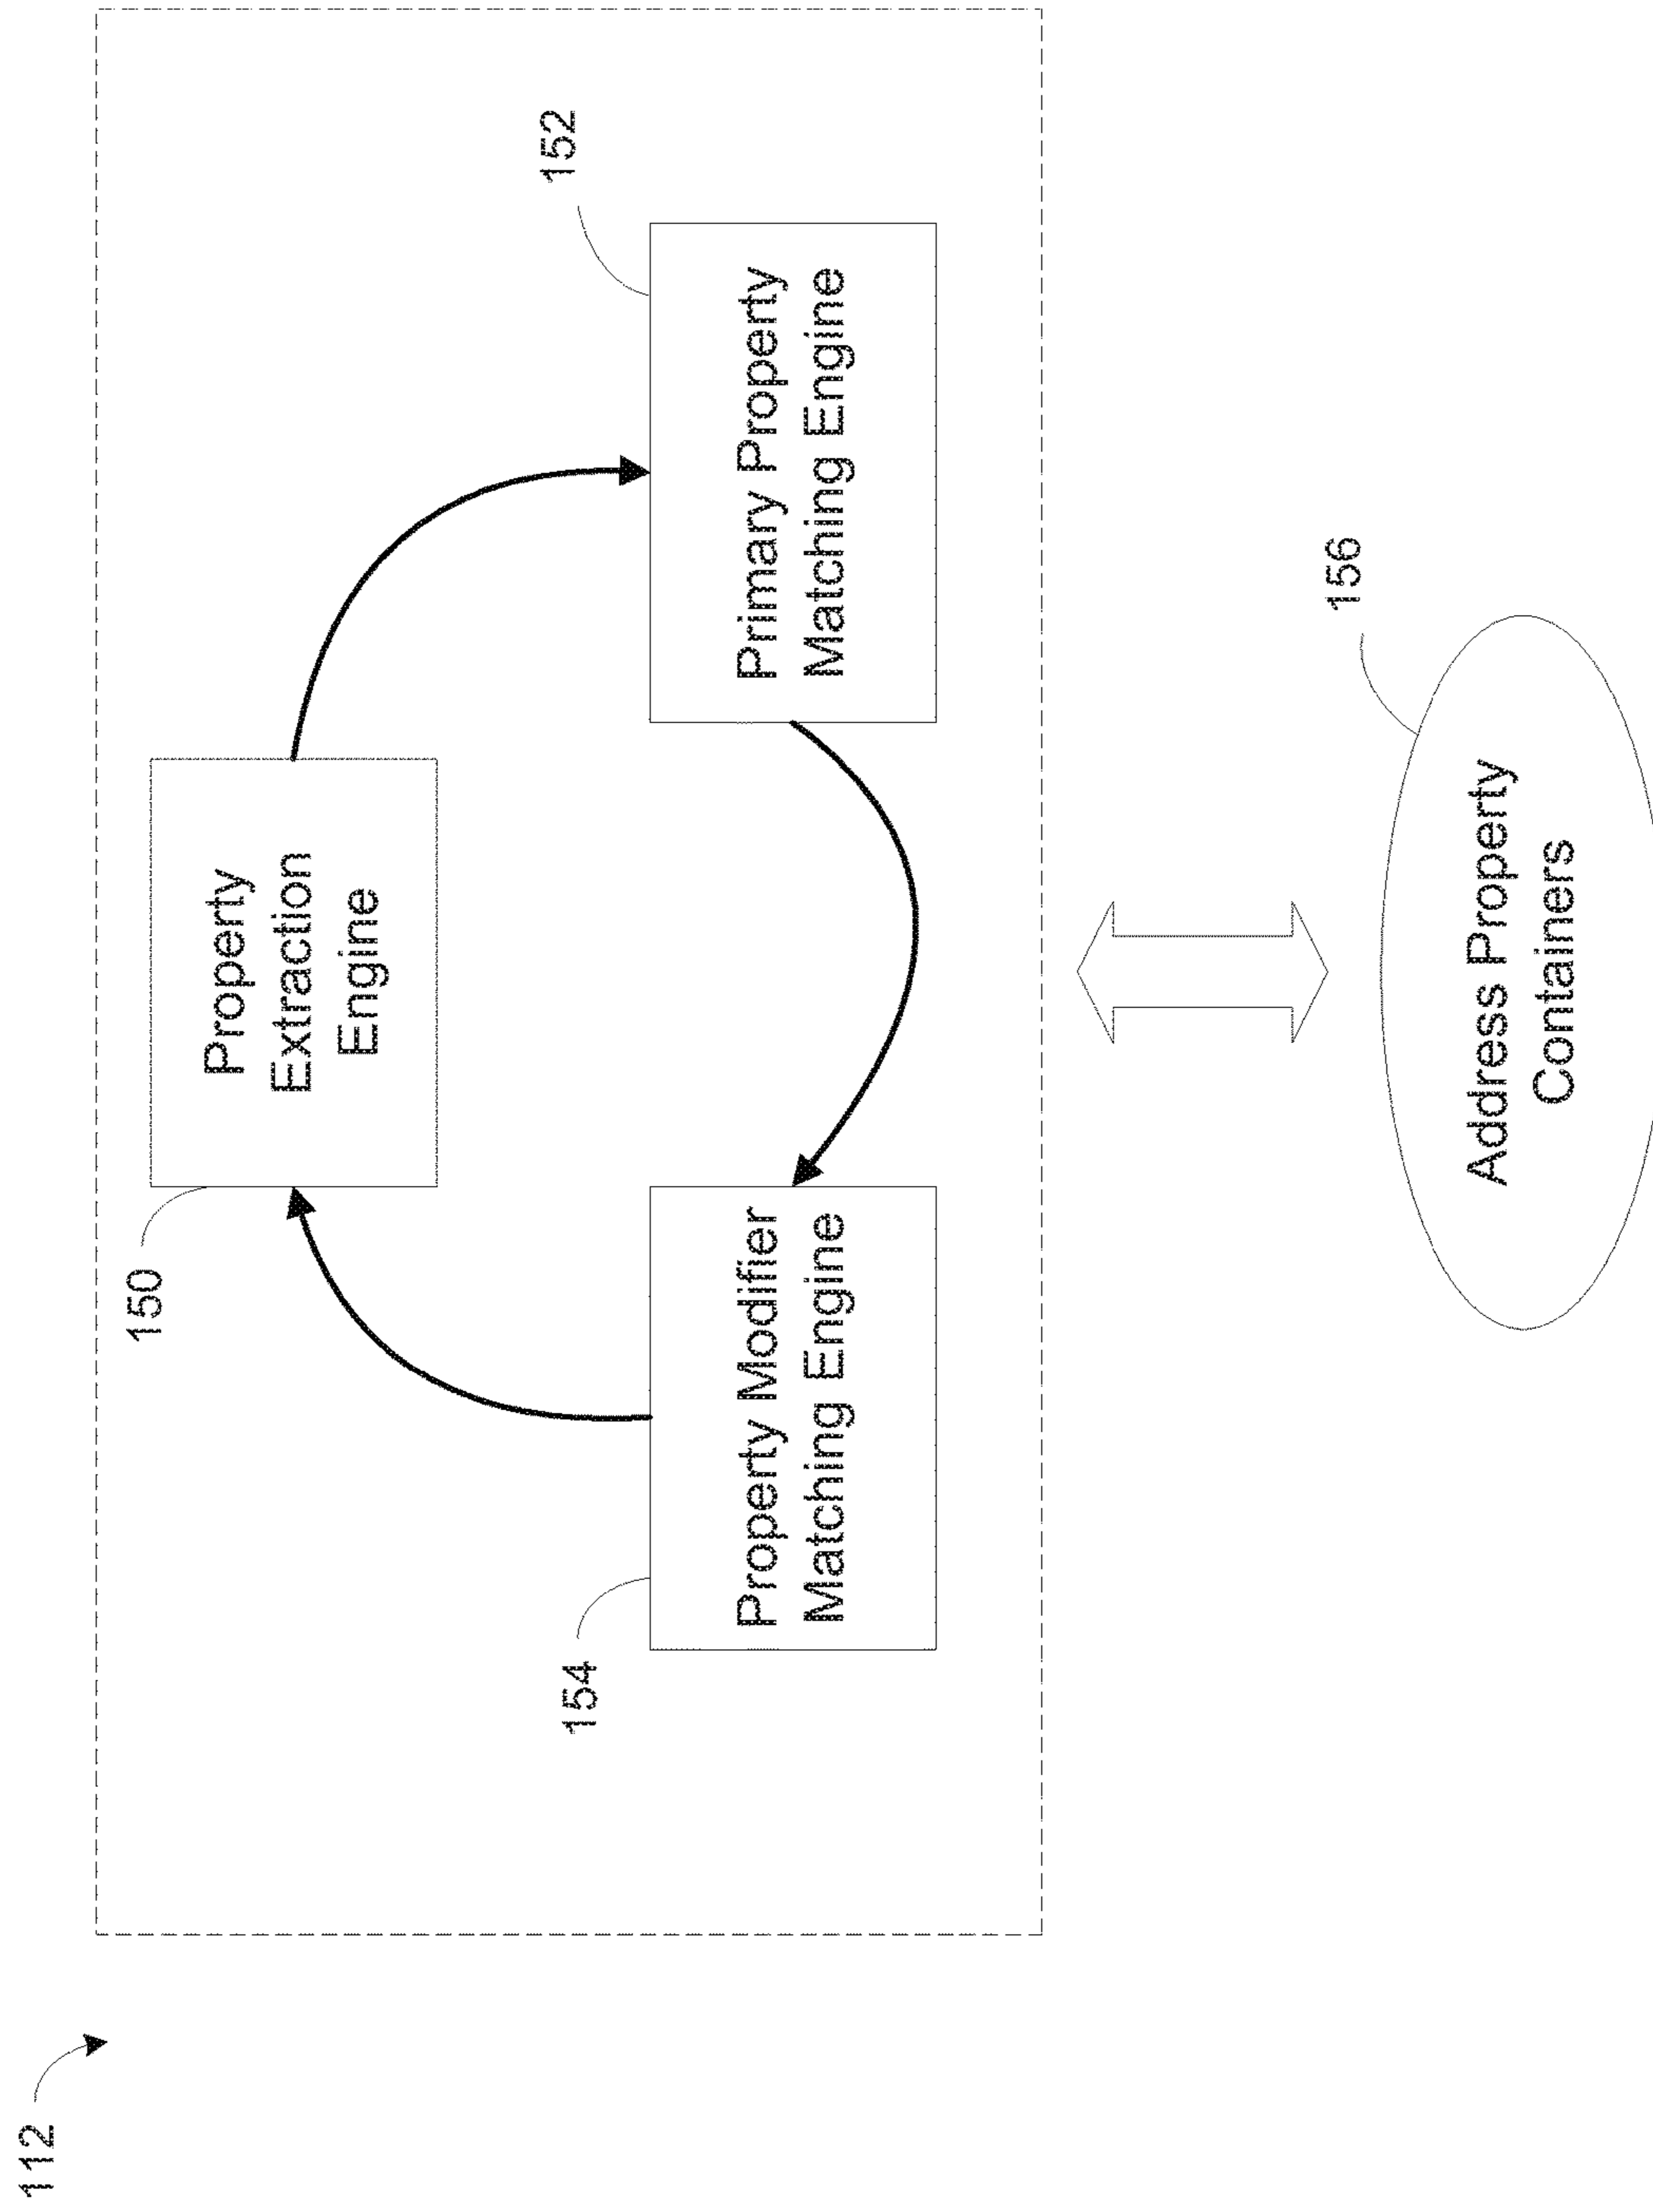 112
150
Property
Extraction
Engine
152
Primary Property
Matching Engine
154
Property Modifier
Matching Engine
156
Address Property
Containers